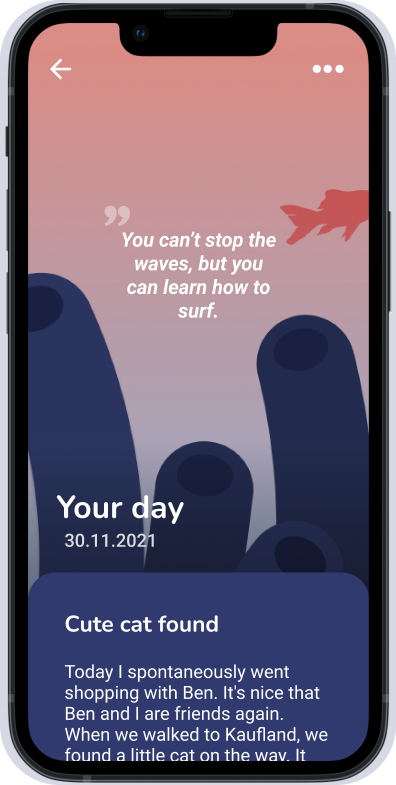 You can’t stop the
waves, but you
can learn how to
surf.
Your day
30.11.2021
Cute cat found
Today I spontaneously went
shopping with Ben. It's nice that
Ben and I are friends again.
When we walked to Kaufland, we
found a little cat on the way. It